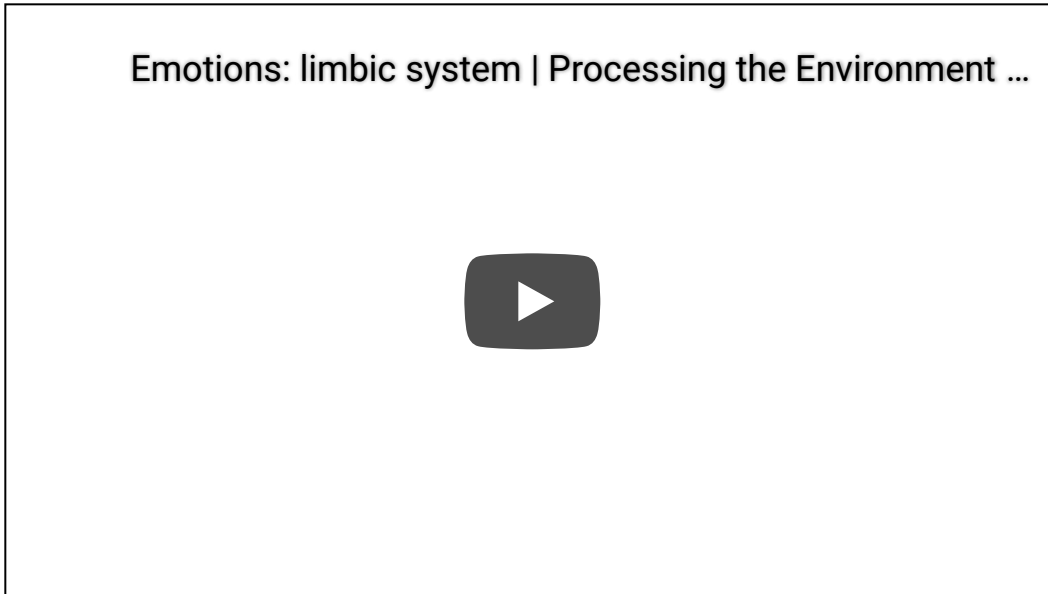 Emotions: limbic system | Processing the Environment ...